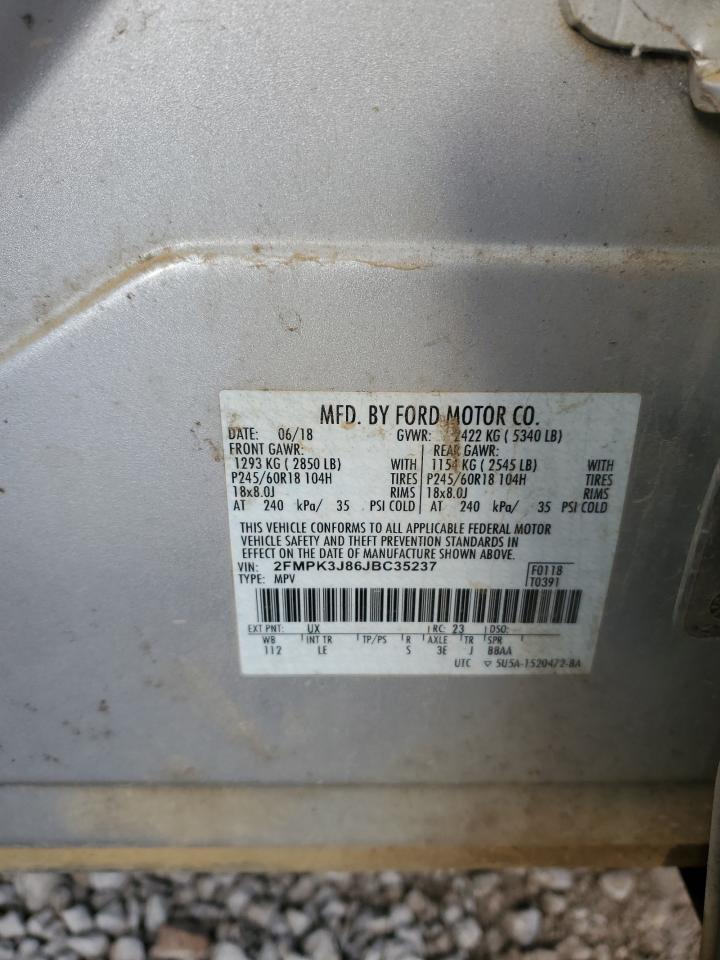 MFD. BY FORD MOTOR CO.
DATE: 06/18 GVWR: 2422 KG ( 5340 LB)
FRONT GAWR: REAR GAWR:
1293 KG ( 2850 LB) WITH 1154 KG ( 2545 LB) WITH
P245/60R18 104H TIRES P245/60R18 104H TIRES
18x8.0J RIMS 18x8.0J RIMS
AT 240 kPa/ 35 PSI COLD AT 240 kPa/ 35 PSI COLD
THIS VEHICLE CONFORMS TO ALL APPLICABLE FEDERAL MOTOR
VEHICLE SAFETY AND THEFT PREVENTION STANDARDS IN
EFFECT ON THE DATE OF MANUFACTURE SHOWN ABOVE.
VIN: 2FMPK3J86JBC35237 F0118
TYPE: MPV T0391
EXT PNT: UX RC: 23 DSO:
WB INT TR TP/PS R AXLE TR SPR
112 LE S 3E J BBAA
UTC ▽ 5U5A-1520472-BA